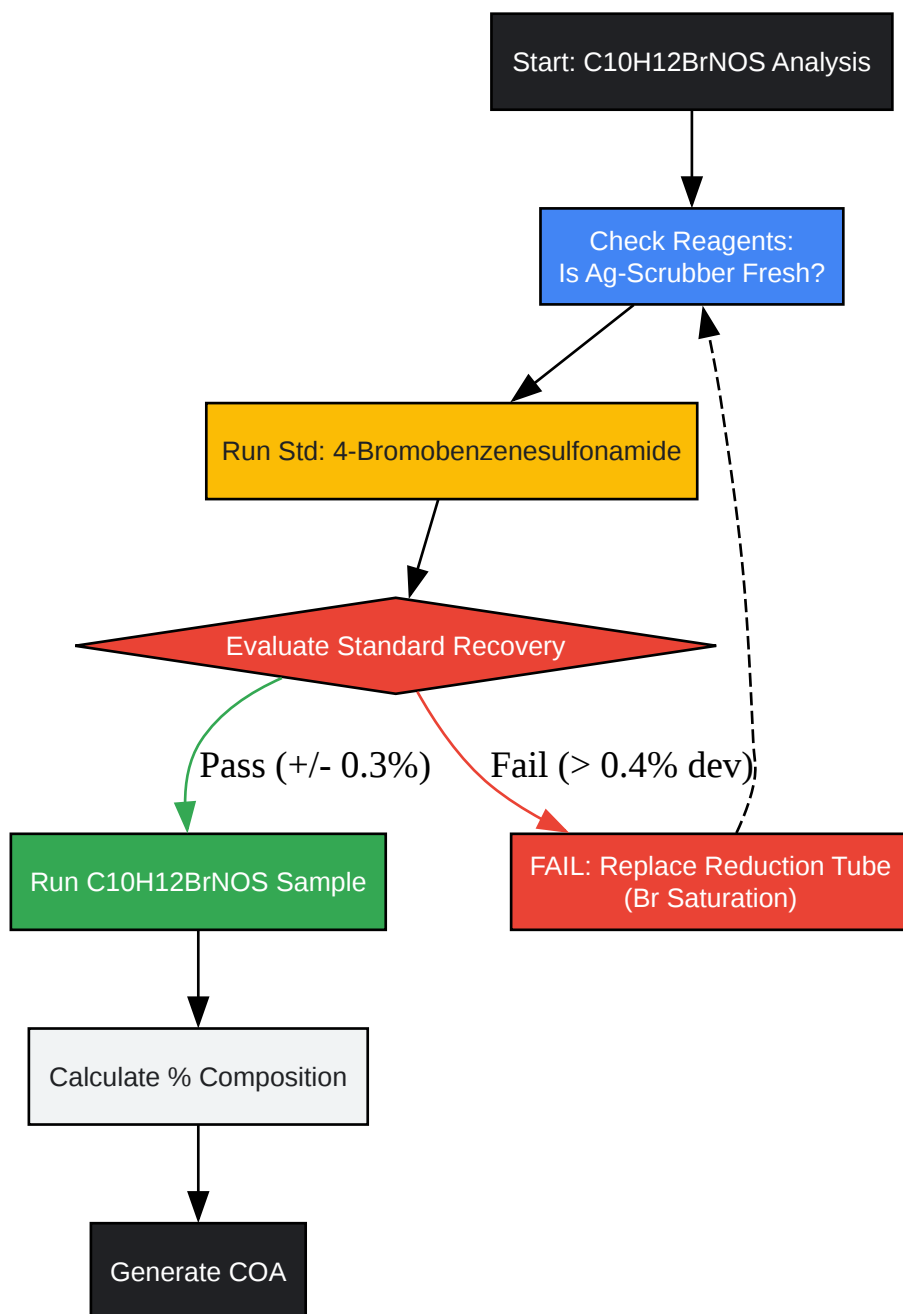 Start: C10H12BrNOS Analysis
Check Reagents:
Is Ag-Scrubber Fresh?
Run Std: 4-Bromobenzenesulfonamide
Evaluate Standard Recovery
Pass (+/- 0.3%)
Fail (> 0.4% dev)
Run C10H12BrNOS Sample
FAIL: Replace Reduction Tube
(Br Saturation)
Calculate % Composition
Generate COA